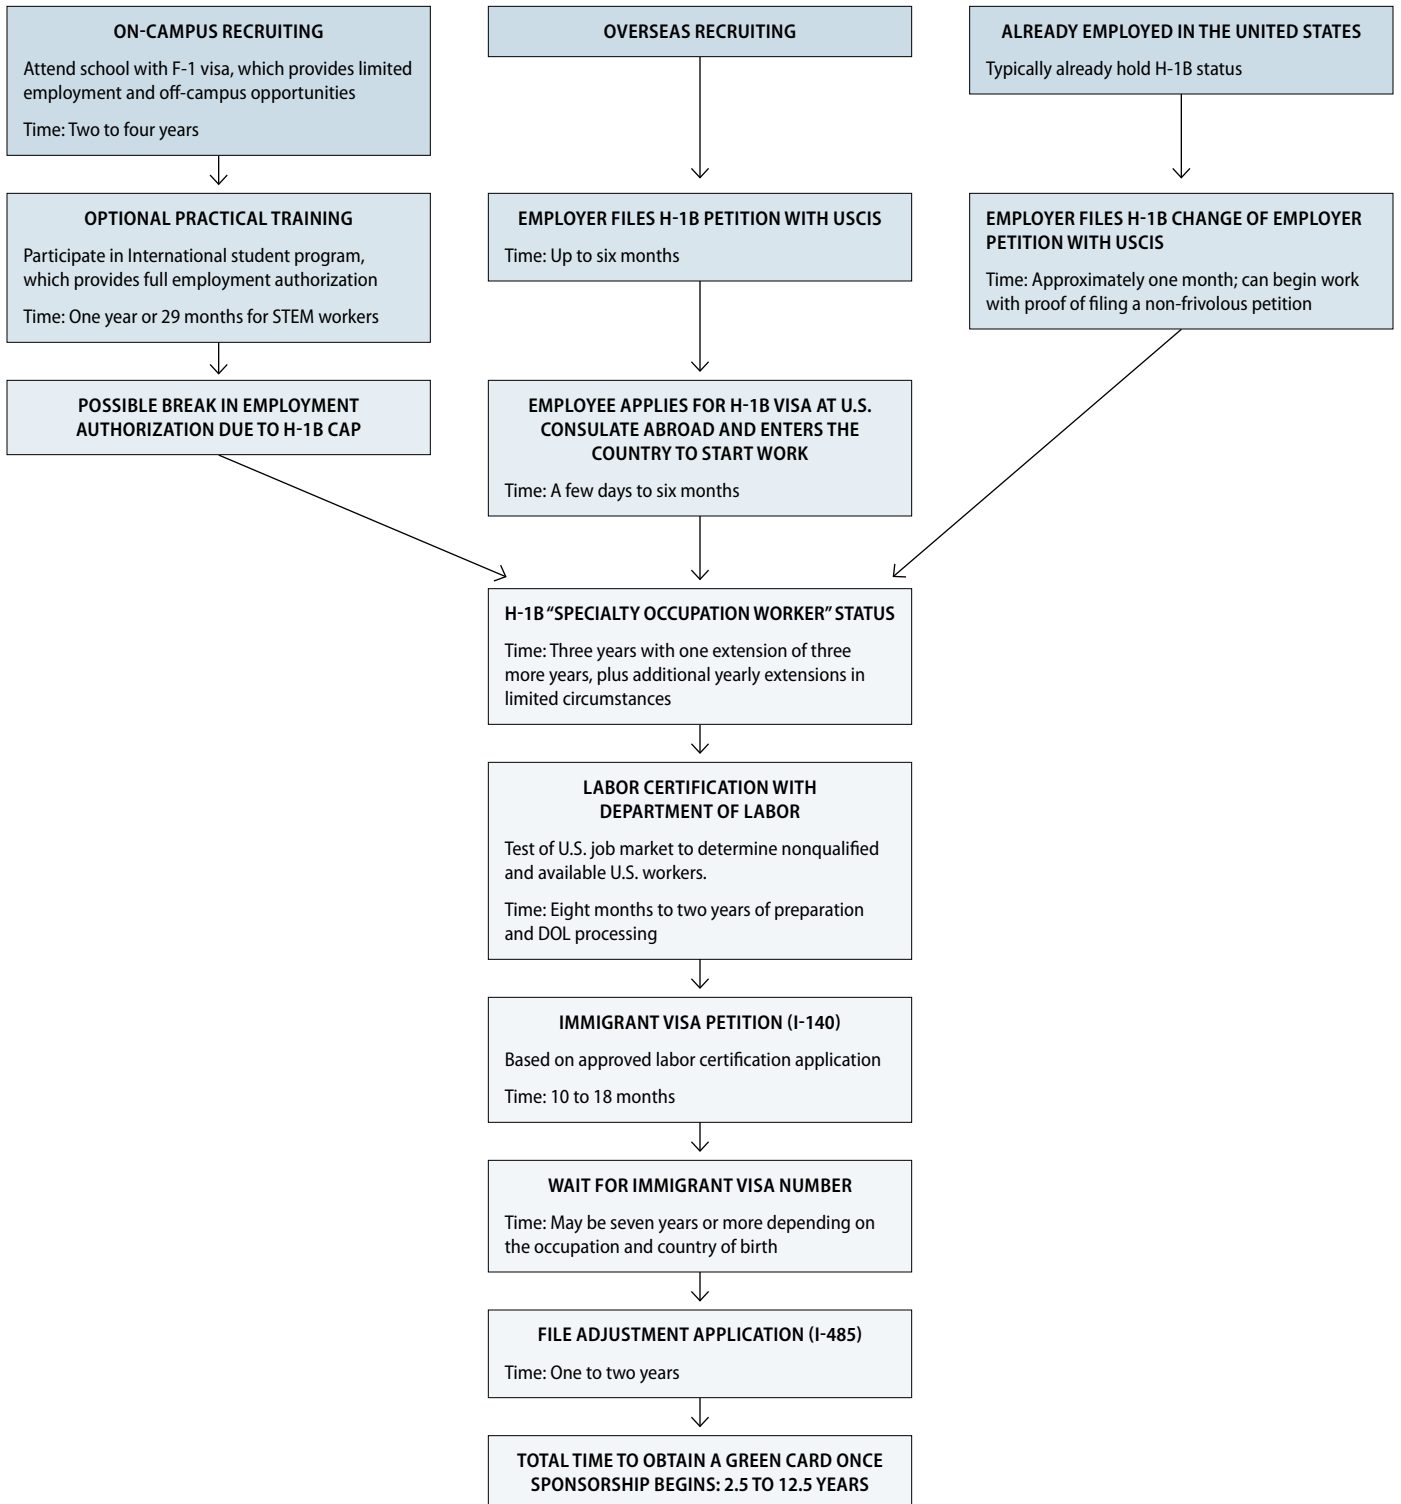 ON-CAMPUS RECRUITING
Attend school with F-1 visa, which provides limited
employment and off-campus opportunities
Time: Two to four years
OPTIONAL PRACTICAL TRAINING
Participate in International student program,
which provides full employment authorization
Time: One year or 29 months for STEM workers
POSSIBLE BREAK IN EMPLOYMENT
AUTHORIZATION DUE TO H-1B CAP
OVERSEAS RECRUITING
EMPLOYER FILES H-1B PETITION WITH USCIS
Time: Up to six months
EMPLOYEE APPLIES FOR H-1B VISA AT U.S.
CONSULATE ABROAD AND ENTERS THE
COUNTRY TO START WORK
Time: A few days to six months
ALREADY EMPLOYED IN THE UNITED STATES
Typically already hold H-1B status
EMPLOYER FILES H-1B CHANGE OF EMPLOYER
PETITION WITH USCIS
Time: Approximately one month; can begin work
with proof of filing a non-frivolous petition
H-1B “SPECIALTY OCCUPATION WORKER” STATUS
Time: Three years with one extension of three
more years, plus additional yearly extensions in
limited circumstances
LABOR CERTIFICATION WITH
DEPARTMENT OF LABOR
Test of U.S. job market to determine nonqualified
and available U.S. workers.
Time: Eight months to two years of preparation
and DOL processing
IMMIGRANT VISA PETITION (I-140)
Based on approved labor certification application
Time: 10 to 18 months
WAIT FOR IMMIGRANT VISA NUMBER
Time: May be seven years or more depending on
the occupation and country of birth
FILE ADJUSTMENT APPLICATION (I-485)
Time: One to two years
TOTAL TIME TO OBTAIN A GREEN CARD ONCE
SPONSORSHIP BEGINS: 2.5 TO 12.5 YEARS